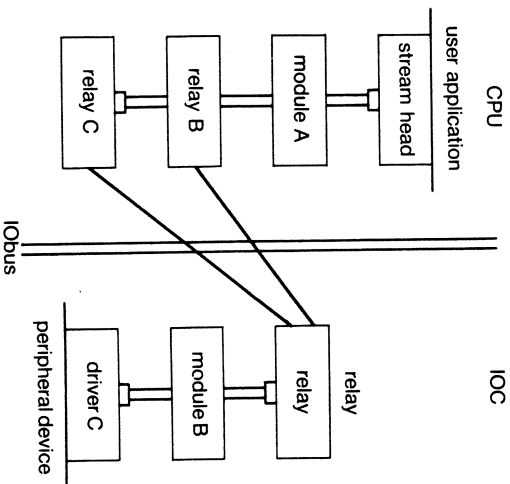 CPU
user application
stream head
module A
relay B
relay C
IObus
IOC
relay
relay
module B
driver C
peripheral device